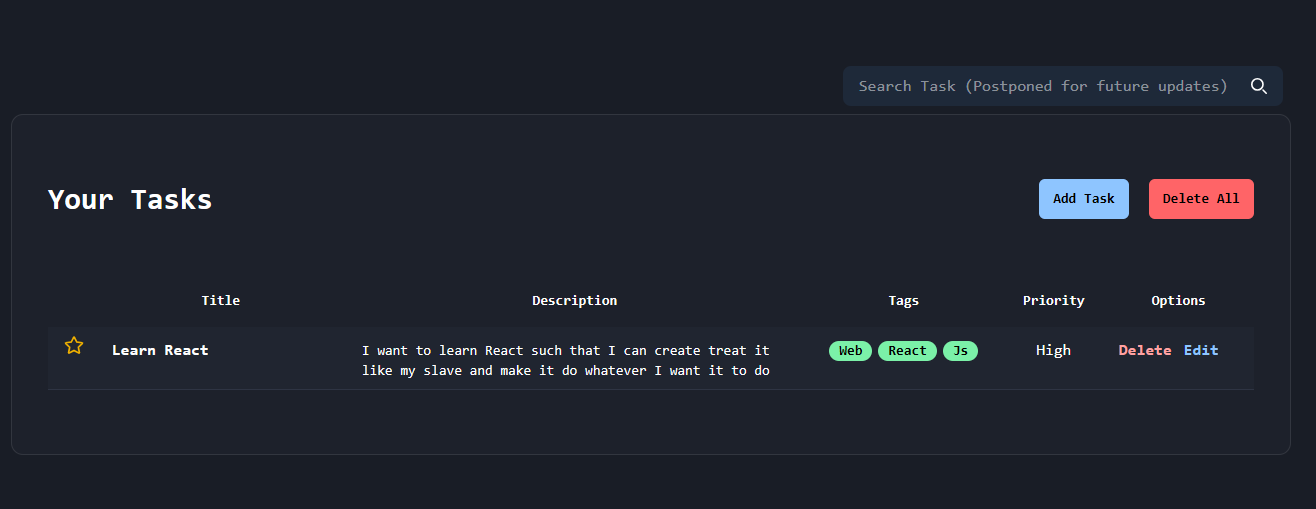 Search Task (Postponed for future updates)
Your Tasks
Add Task
Delete All
Title
Description
Tags
Priority
Options
Learn React
I want to learn React such that I can create treat it
like my slave and make it do whatever I want it to do
Web
React
Js
High
Delete
Edit